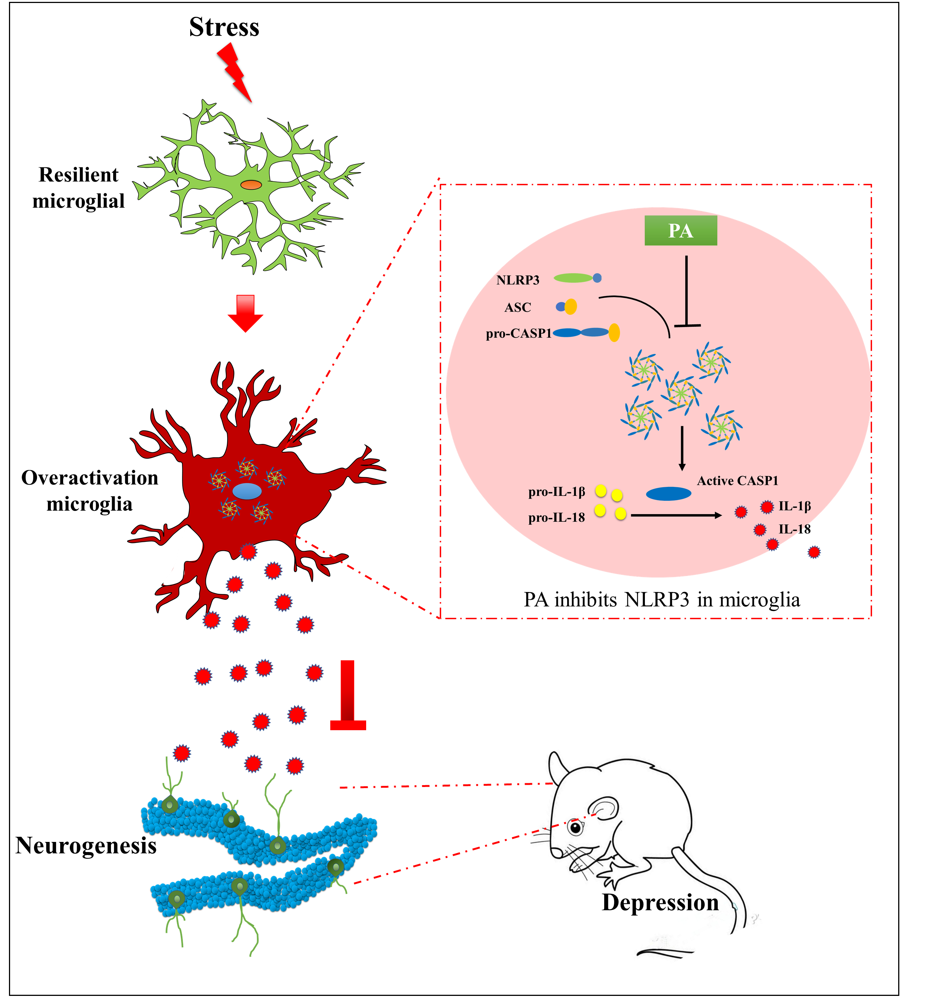 Stress
Resilient
microglial
PA
NLRP3
ASC
pro-CASP1
Overactivation
microglia
Active CASP1
pro-IL-1β
pro-IL-18
IL-1β
IL-18
PA inhibits NLRP3 in microglia
Neurogenesis
Depression